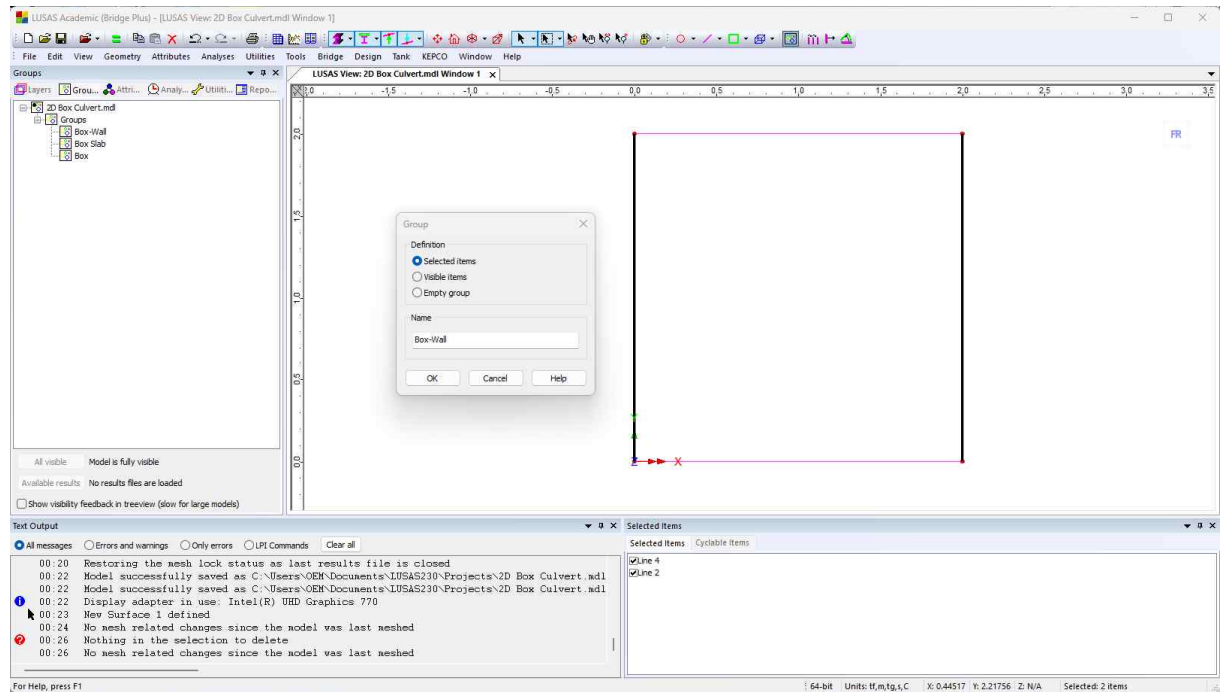 LUSAS Academic (Bridge Plus) - [LUSAS View: 2D Box Culvert.mdl Window 1]
File Edit View Geometry Attributes Analyses Utilities Tools Bridge Design Tank KEPCO Window Help
Groups
LUSAS View: 2D Box Culvert.mdl Window 1
Layers Grou... Attri... Analy... Utiliti... Repo...
2D Box Culvert.mdl
Groups
Box-Wall
Box Slab
Box
-1,5 -1,0 -0,5 0,0 0,5 1,0 1,5 2,0 2,5 3,0 3,5
2,0
1,5
1,0
0,5
0,0
FR
Y
Z X
Group
Definition
Selected items
Visible items
Empty group
Name
Box-Wall
OK Cancel Help
All visible Model is fully visible
Available results No results files are loaded
Show visibility feedback in treeview (slow for large models)
Text Output
All messages Errors and warnings Only errors LPI Commands Clear all
00:20 Restoring the mesh lock status as last results file is closed
00:22 Model successfully saved as C:\Users\OEM\Documents\LUSAS230\Projects\2D Box Culvert.mdl
00:22 Model successfully saved as C:\Users\OEM\Documents\LUSAS230\Projects\2D Box Culvert.mdl
00:22 Display adapter in use: Intel(R) UHD Graphics 770
00:23 New Surface 1 defined
00:24 No mesh related changes since the model was last meshed
00:26 Nothing in the selection to delete
00:26 No mesh related changes since the model was last meshed
Selected Items
Selected Items Cyclable Items
Line 4
Line 2
For Help, press F1
64-bit Units: tf,m,tg,s,C X: 0.44517 Y: 2.21756 Z: N/A Selected: 2 items